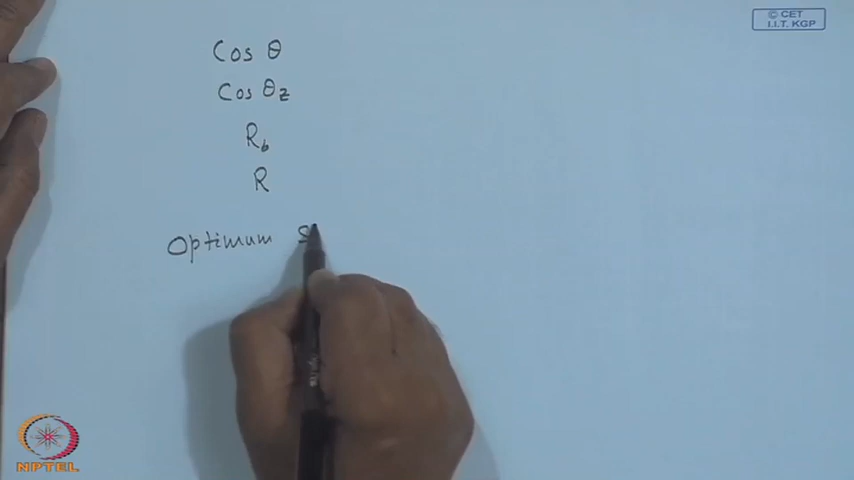 © CET
I.I.T. KGP
Cos θ
Cos θz
Rb
R
Optimum S
NPTEL